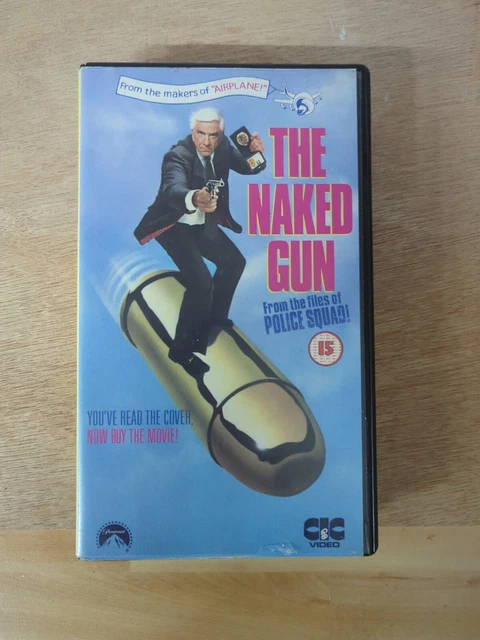 From the makers of "AIRPLANE!"
THE
NAKED
GUN
From the files of
POLICE SQUAD!
15
YOU'VE READ THE COVER,
NOW BUY THE MOVIE!
Paramount
CIC
VIDEO